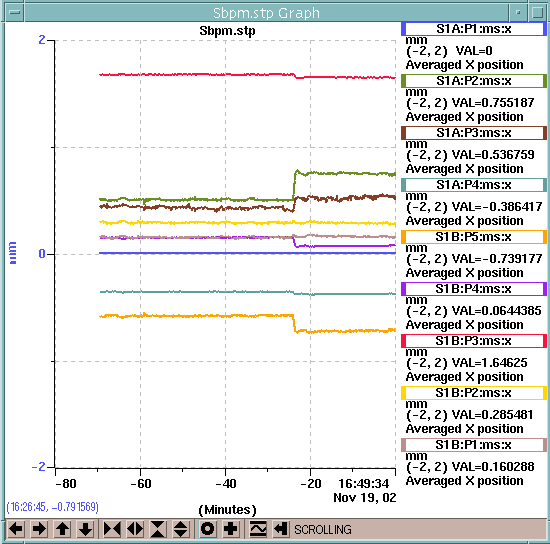 Sbpm.stp Graph
Sbpm.stp
2
0
-2
mm
-80
-60
-40
-20
16:49:34
Nov 19, 02
(Minutes)
(16:26:45, -0.791569)
S1A:P1:ms:x
mm
(-2, 2) VAL=0
Averaged X position
S1A:P2:ms:x
mm
(-2, 2) VAL=0.755187
Averaged X position
S1A:P3:ms:x
mm
(-2, 2) VAL=0.536759
Averaged X position
S1A:P4:ms:x
mm
(-2, 2) VAL=-0.386417
Averaged X position
S1B:P5:ms:x
mm
(-2, 2) VAL=-0.739177
Averaged X position
S1B:P4:ms:x
mm
(-2, 2) VAL=0.0644385
Averaged X position
S1B:P3:ms:x
mm
(-2, 2) VAL=1.64625
Averaged X position
S1B:P2:ms:x
mm
(-2, 2) VAL=0.285481
Averaged X position
S1B:P1:ms:x
mm
(-2, 2) VAL=0.160288
Averaged X position
SCROLLING